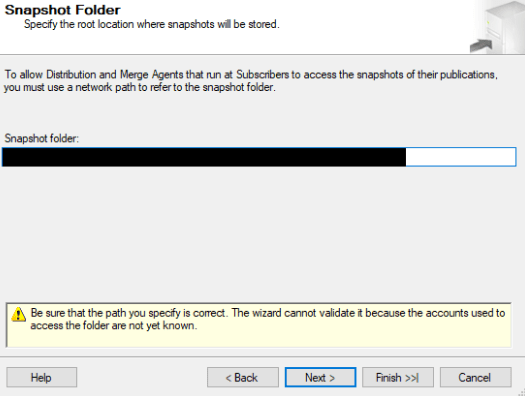 Snapshot Folder
Specify the root location where snapshots will be stored.
To allow Distribution and Merge Agents that run at Subscribers to access the snapshots of their publications,
you must use a network path to refer to the snapshot folder.
Snapshot folder:
Be sure that the path you specify is correct. The wizard cannot validate it because the accounts used to
access the folder are not yet known.
Help
< Back
Next >
Finish >>|
Cancel